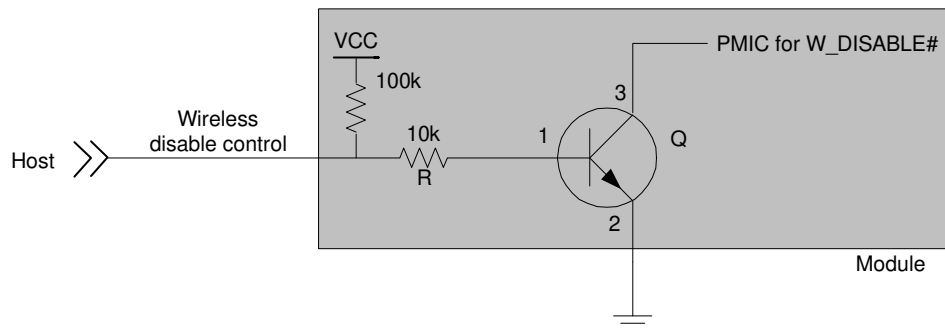 VCC
PMIC for W_DISABLE#
100k
3
Wireless
disable control
10k
1
Q
Host
R
2
Module